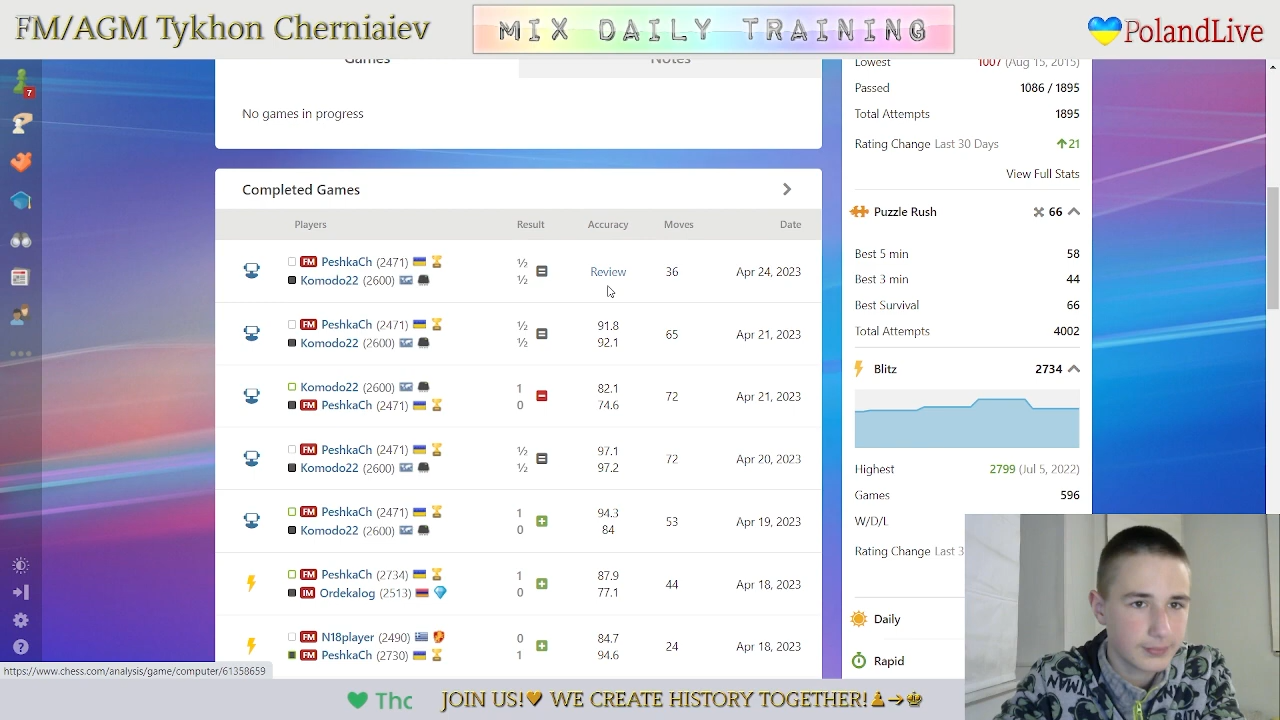 FM/AGM Tykhon Cherniaiev
MIX DAILY TRAINING
PolandLive
7
Games
Notes
No games in progress
Completed Games
Players Result Accuracy Moves Date
FM PeshkaCh (2471) ½
Komodo22 (2600) ½
Review 36 Apr 24, 2023
FM PeshkaCh (2471) ½ 91.8
Komodo22 (2600) ½ 92.1
65 Apr 21, 2023
Komodo22 (2600) 1 82.1
FM PeshkaCh (2471) 0 74.6
72 Apr 21, 2023
FM PeshkaCh (2471) ½ 97.1
Komodo22 (2600) ½ 97.2
72 Apr 20, 2023
FM PeshkaCh (2471) 1 94.3
Komodo22 (2600) 0 84
53 Apr 19, 2023
FM PeshkaCh (2734) 1 87.9
IM Ordekalog (2513) 0 77.1
44 Apr 18, 2023
FM N18player (2490) 0 84.7
FM PeshkaCh (2730) 1 94.6
24 Apr 18, 2023
Lowest 1007 (Aug 15, 2015)
Passed 1086 / 1895
Total Attempts 1895
Rating Change Last 30 Days 21
View Full Stats
Puzzle Rush 66
Best 5 min 58
Best 3 min 44
Best Survival 66
Total Attempts 4002
Blitz 2734
Highest 2799 (Jul 5, 2022)
Games 596
W/D/L
Rating Change Last 3
Daily
Rapid
https://www.chess.com/analysis/game/computer/61358659
JOIN US! WE CREATE HISTORY TOGETHER!